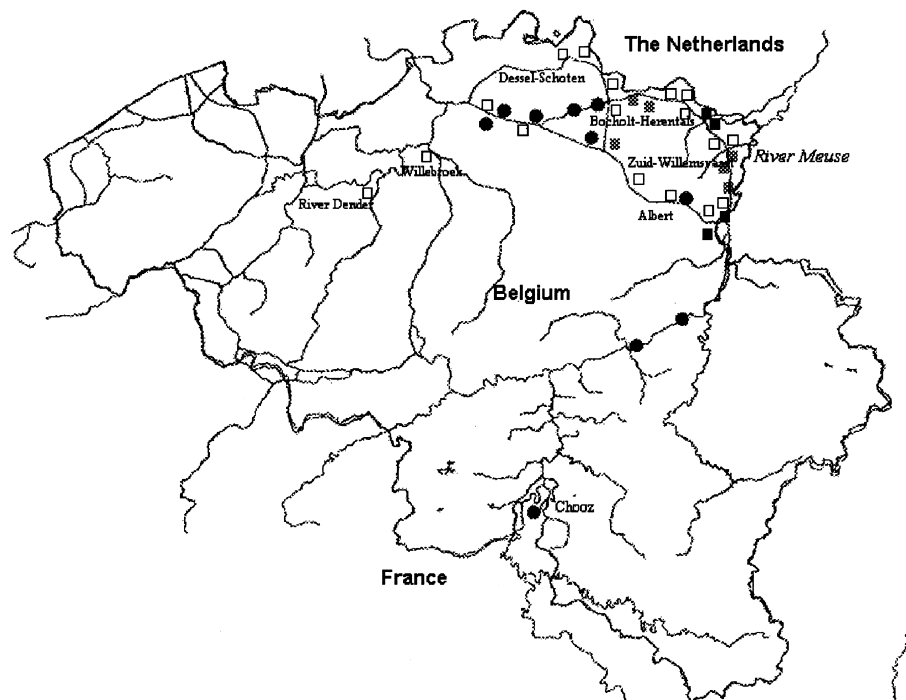 The Netherlands
Dessel-Schoten
Bocholt-Herentals
River Meuse
Zuid-Willemsvaart
Willebroek
River Dender
Albert
Belgium
Chooz
France